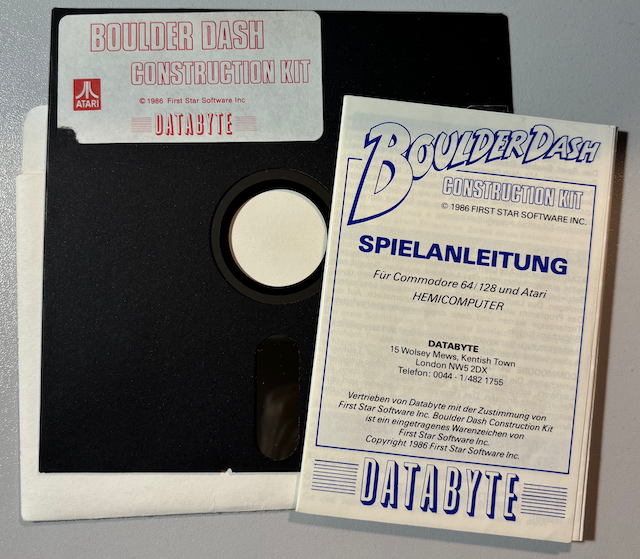 BOULDER DASH
CONSTRUCTION KIT
ATARI
© 1986 First Star Software Inc
DATABYTE
BOULDER DASH
CONSTRUCTION KIT
© 1986 FIRST STAR SOFTWARE INC.
SPIELANLEITUNG
Für Commodore 64/128 und Atari
HEMICOMPUTER
DATABYTE
15 Wolsey Mews, Kentish Town
London NW5 2DX
Telefon: 0044 - 1/482 1755
Vertrieben von Databyte mit der Zustimmung von
First Star Software Inc. Boulder Dash Construction Kit
ist ein eingetragenes Warenzeichen von
First Star Software Inc.
Copyright 1986 First Star Software Inc.
DATABYTE